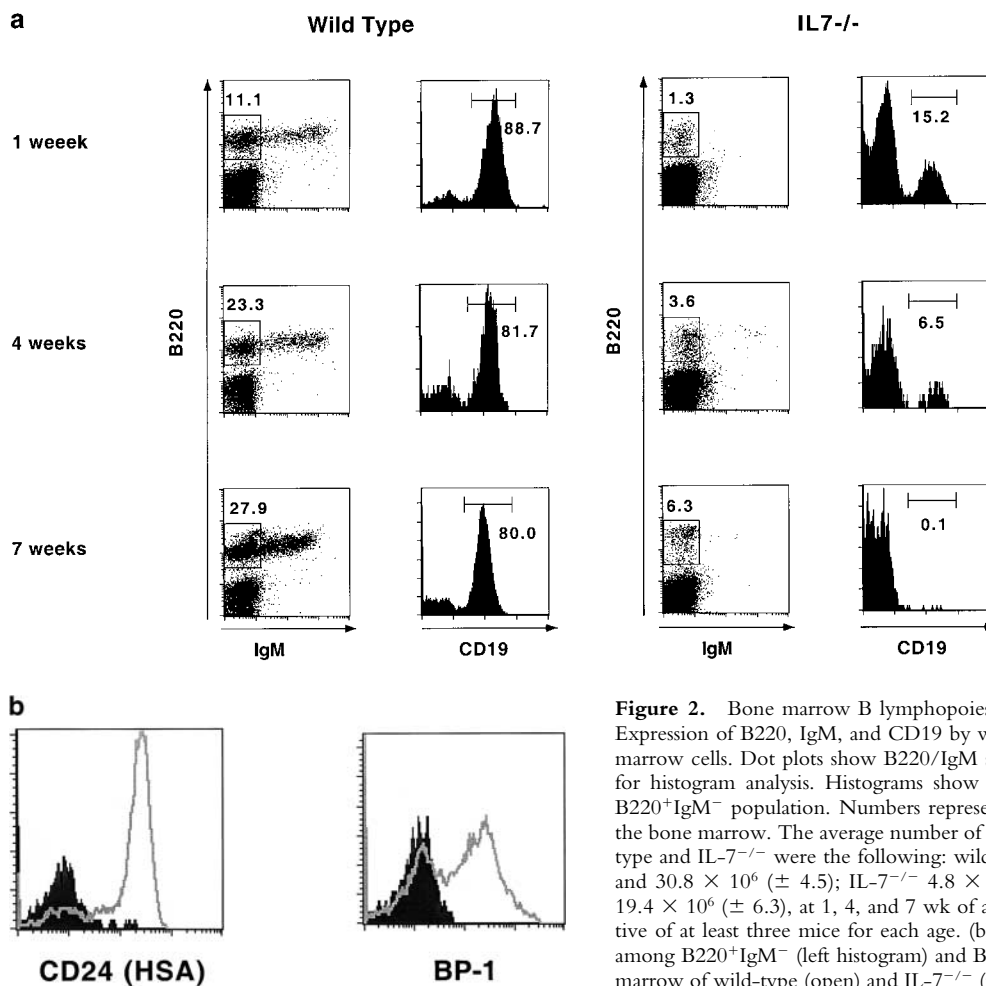 a
Wild Type
IL7-/-
1 weeek
11.1
88.7
1.3
15.2
4 weeks
23.3
81.7
3.6
6.5
7 weeks
27.9
80.0
6.3
0.1
B220
B220
IgM
CD19
IgM
CD19
b
CD24 (HSA)
BP-1
Figure 2. Bone marrow B lymphopoies
Expression of B220, IgM, and CD19 by w
marrow cells. Dot plots show B220/IgM
for histogram analysis. Histograms show
B220+IgM− population. Numbers represe
the bone marrow. The average number of
type and IL-7−/− were the following: wild
and 30.8 × 10⁶ (± 4.5); IL-7−/− 4.8 ×
19.4 × 10⁶ (± 6.3), at 1, 4, and 7 wk of a
tive of at least three mice for each age. (b
among B220+IgM− (left histogram) and B
marrow of wild-type (open) and IL-7−/− (